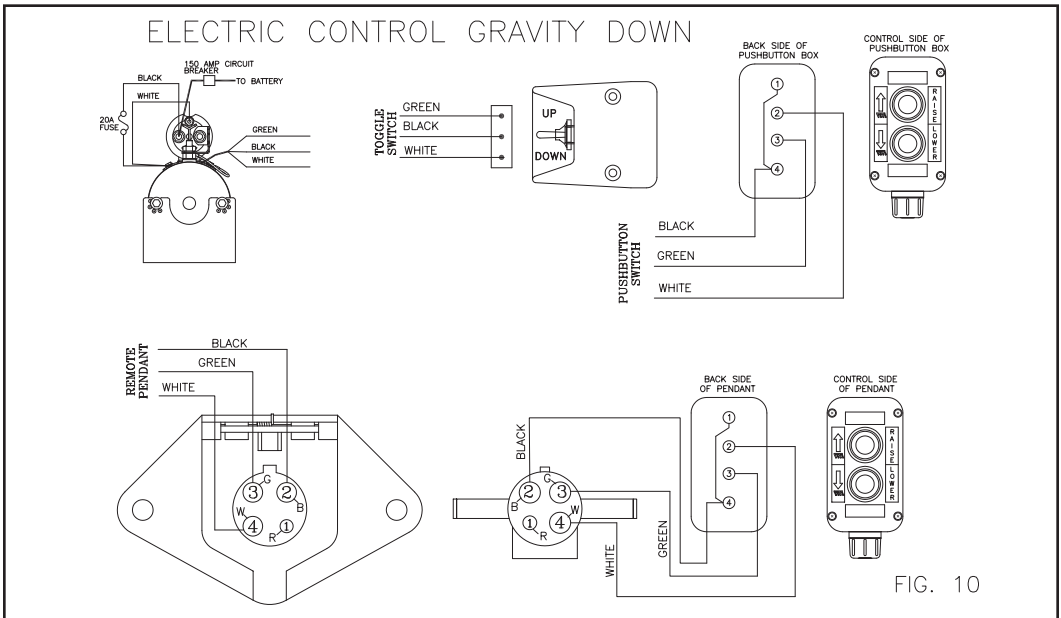 ELECTRIC CONTROL GRAVITY DOWN
150 AMP CIRCUIT
BREAKER
TO BATTERY
BLACK
WHITE
20A
FUSE
GREEN
BLACK
WHITE
TOGGLE
SWITCH
GREEN
BLACK
WHITE
UP
DOWN
BACK SIDE OF
PUSHBUTTON BOX
1
2
3
4
CONTROL SIDE OF
PUSHBUTTON BOX
RAISE
LOWER
PUSHBUTTON
SWITCH
BLACK
GREEN
WHITE
REMOTE
PENDANT
BLACK
GREEN
WHITE
G
3
2
W
B
4
1
R
BLACK
2
3
G
B
W
1
4
R
WHITE
GREEN
BACK SIDE
OF PENDANT
1
2
3
4
CONTROL SIDE
OF PENDANT
RAISE
LOWER
FIG. 10